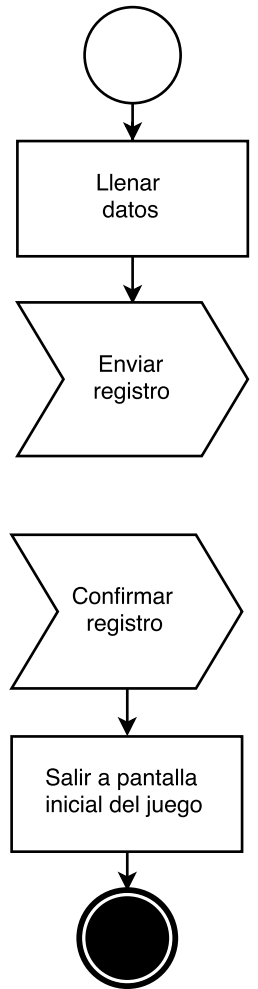 Llenar
datos
Enviar
registro
Confirmar
registro
Salir a pantalla
inicial del juego